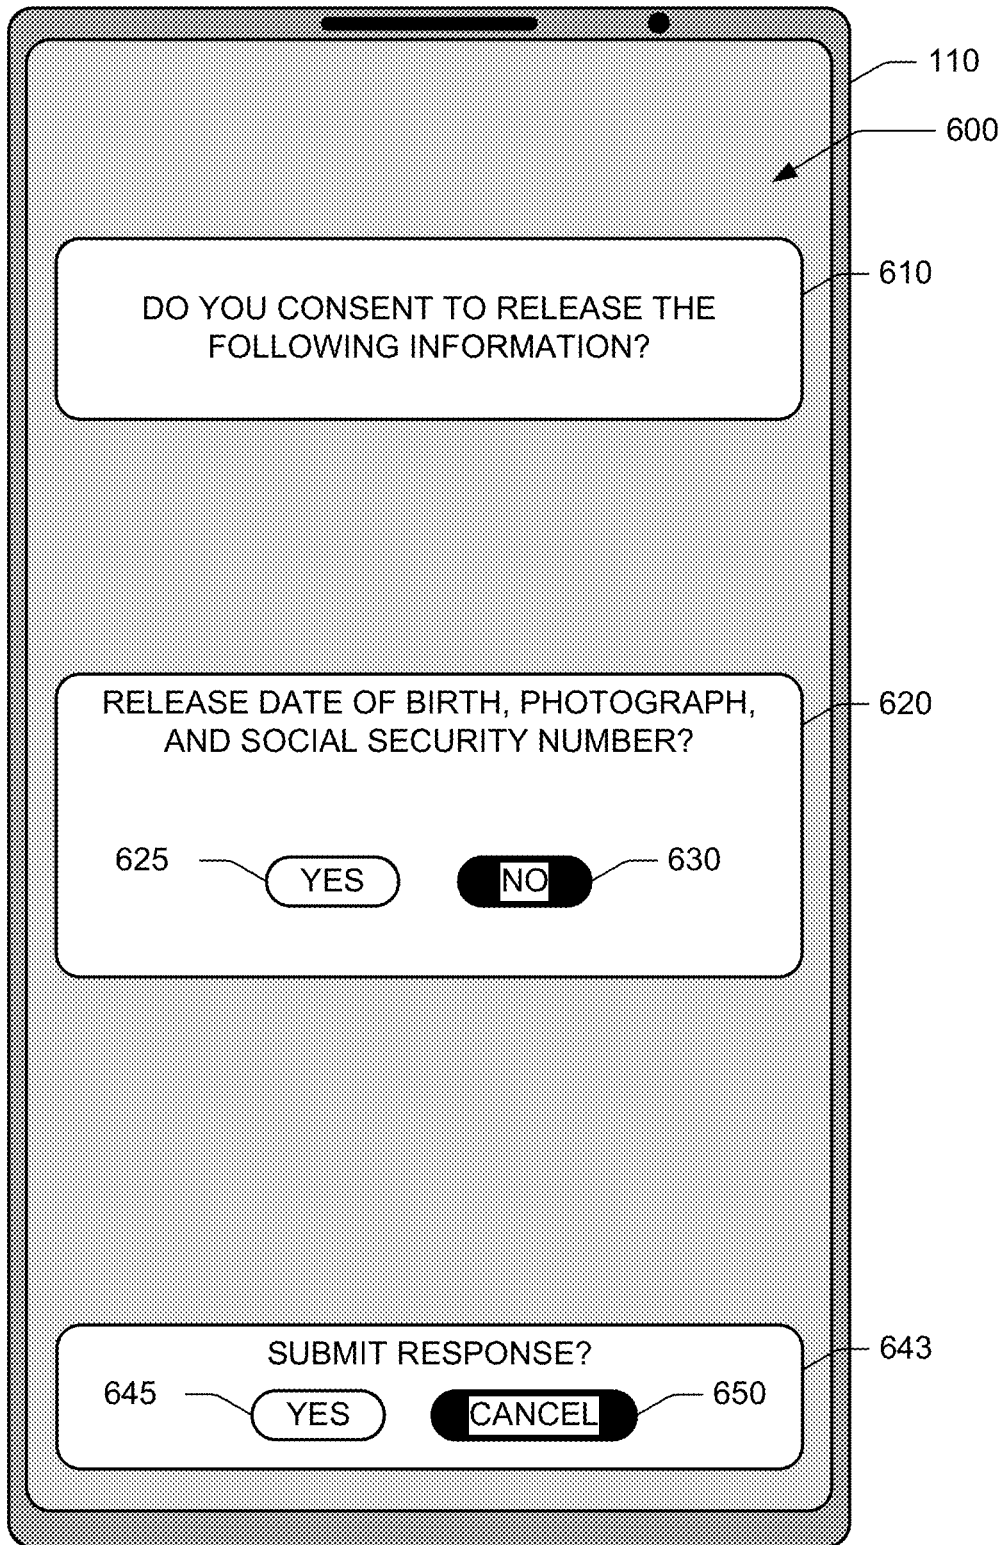 110
600
610
DO YOU CONSENT TO RELEASE THE
FOLLOWING INFORMATION?
620
RELEASE DATE OF BIRTH, PHOTOGRAPH,
AND SOCIAL SECURITY NUMBER?
625 YES NO 630
643
SUBMIT RESPONSE?
645 YES CANCEL 650